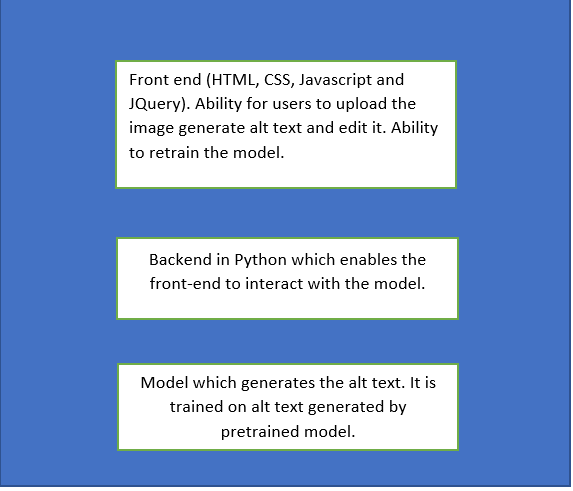 Front end (HTML, CSS, Javascript and
JQuery). Ability for users to upload the
image generate alt text and edit it. Ability
to retrain the model.
Backend in Python which enables the
front-end to interact with the model.
Model which generates the alt text. It is
trained on alt text generated by
pretrained model.